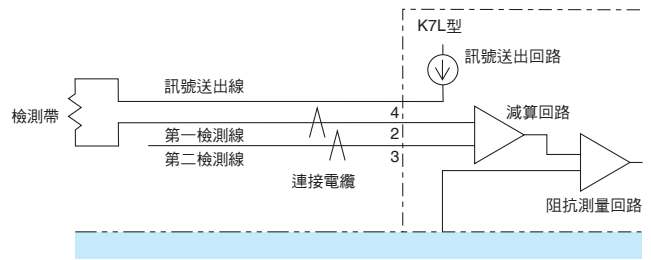 K7L型
訊號送出回路
訊號送出線
檢測帶
4
減算回路
第一檢測線
2
第二檢測線
3
連接電纜
阻抗測量回路